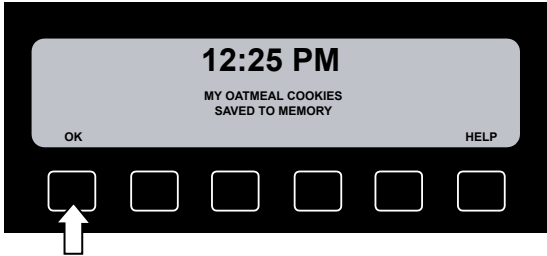 12:25 PM
MY OATMEAL COOKIES
SAVED TO MEMORY
OK HELP